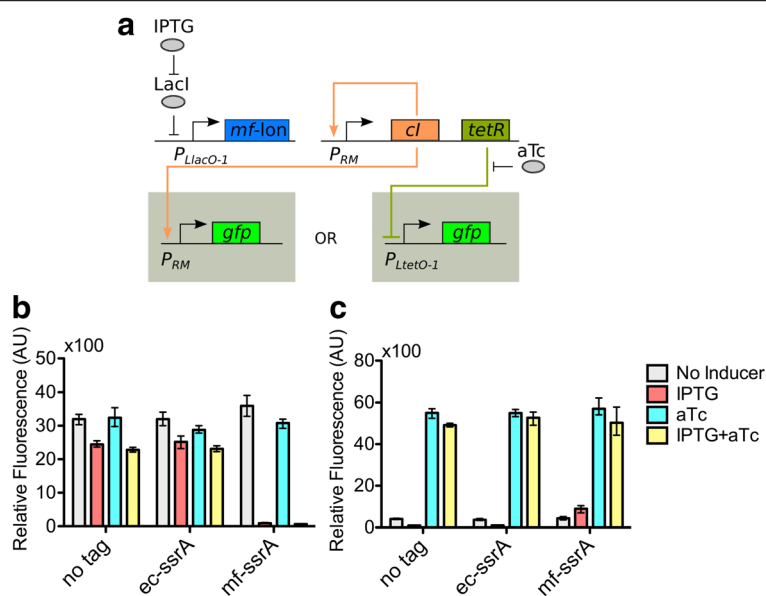 a
IPTG
LacI
mf-lon
cI
tetR
aTc
PLlacO-1
PRM
gfp
OR
gfp
PRM
PLtetO-1
b
c
Relative Fluorescence (AU)
x100
50
40
30
20
10
0
no tag
ec-ssrA
mf-ssrA
Relative Fluorescence (AU)
x100
80
60
40
20
0
no tag
ec-ssrA
mf-ssrA
No Inducer
IPTG
aTc
IPTG+aTc